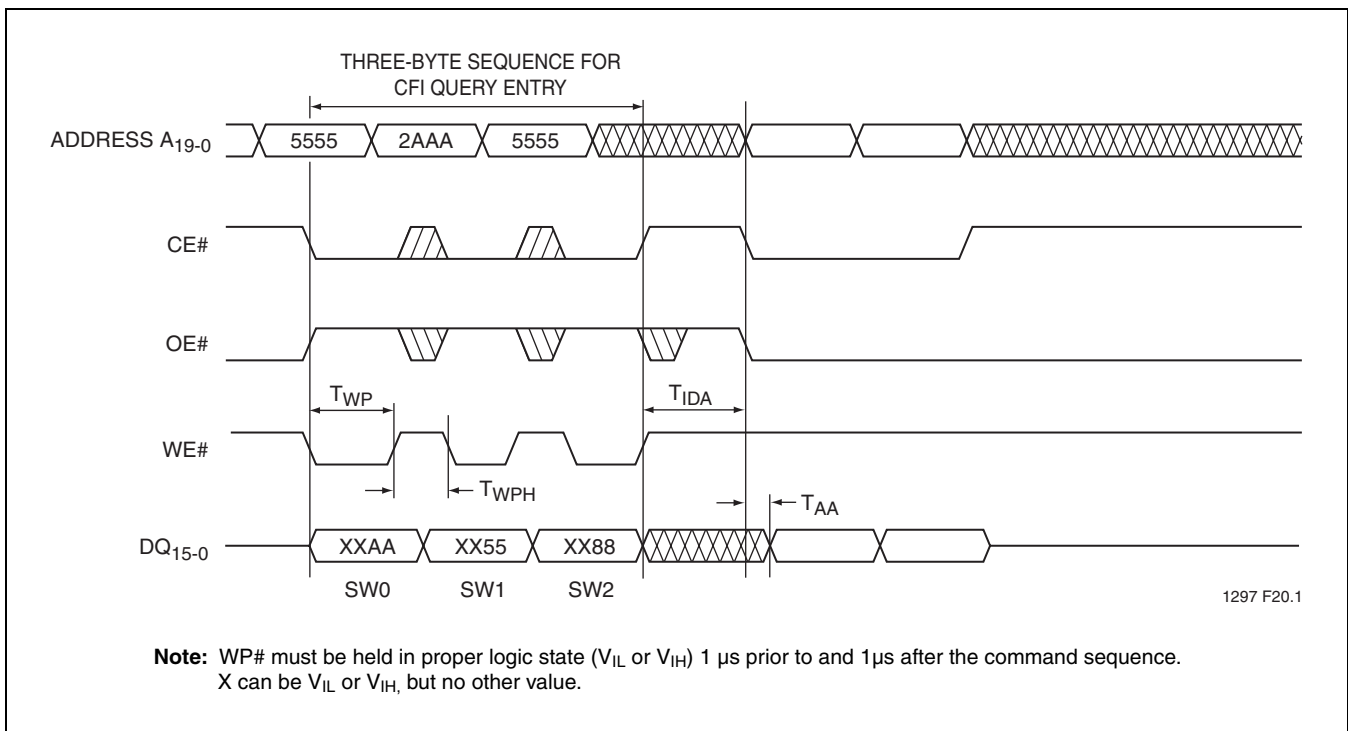 THREE-BYTE SEQUENCE FOR
CFI QUERY ENTRY
ADDRESS A19-0
5555 2AAA 5555
CE#
OE#
TWP TIDA
WE#
TWPH
TAA
DQ15-0
XXAA XX55 XX88
SW0 SW1 SW2
1297 F20.1
Note: WP# must be held in proper logic state (VIL or VIH) 1 µs prior to and 1µs after the command sequence.
X can be VIL or VIH, but no other value.